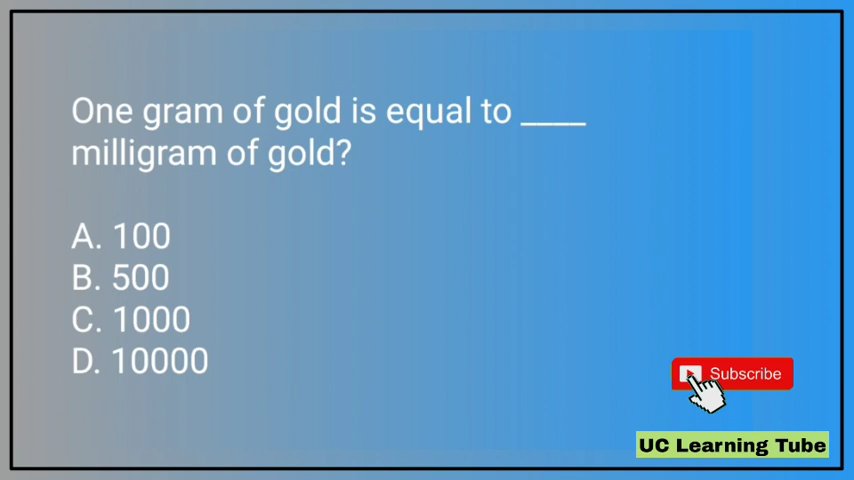 One gram of gold is equal to ____
milligram of gold?
A. 100
B. 500
C. 1000
D. 10000
Subscribe
UC Learning Tube